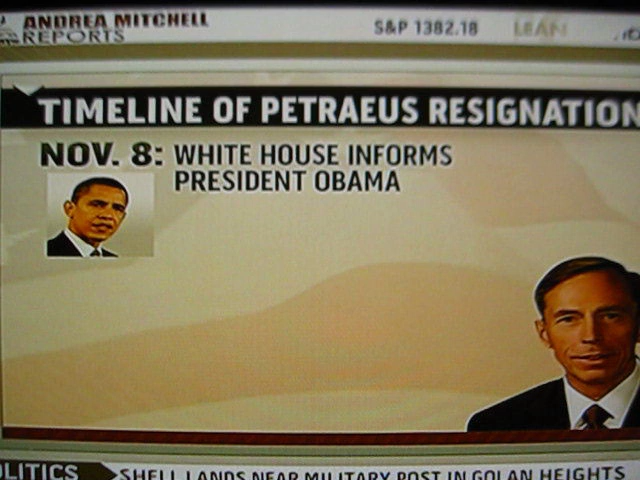 ANDREA MITCHELL
REPORTS
S&P 1382.18
LEAN
TIMELINE OF PETRAEUS RESIGNATION
NOV. 8: WHITE HOUSE INFORMS
PRESIDENT OBAMA
OLITICS SHELL LANDS NEAR MILITARY POST IN GOLAN HEIGHTS